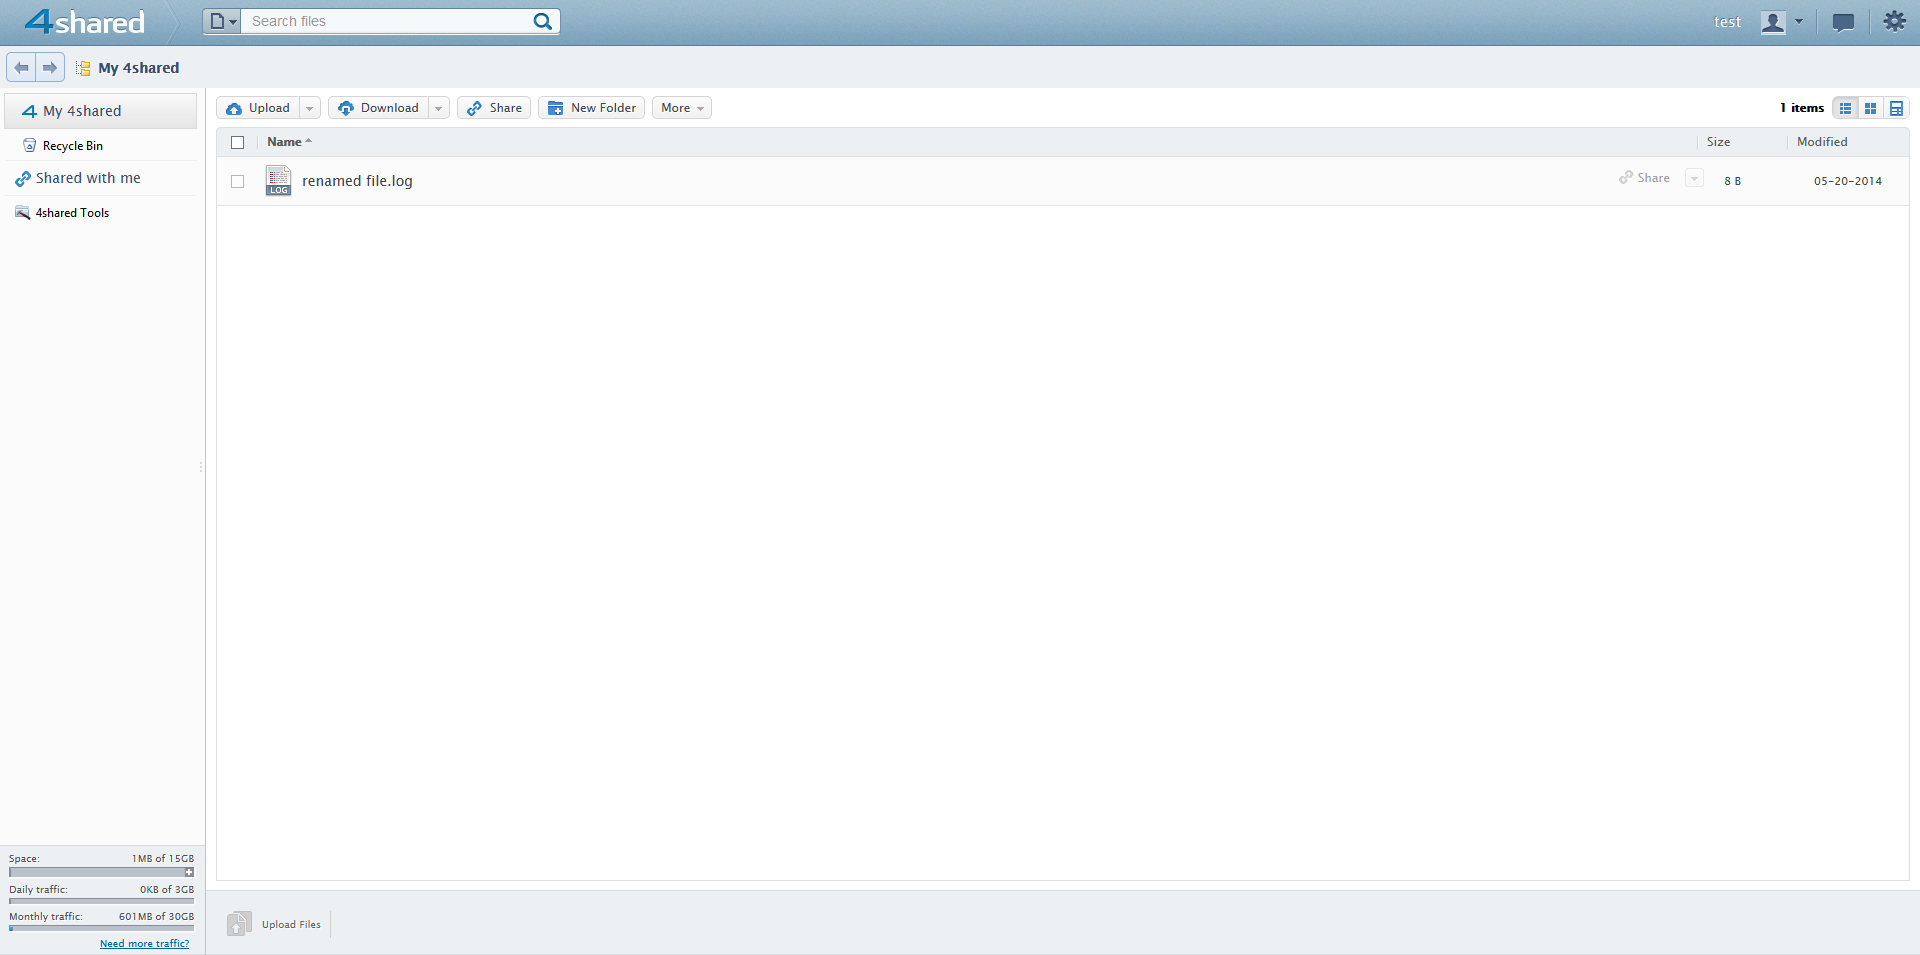 4shared
Search files
test
My 4shared
My 4shared
Recycle Bin
Shared with me
4shared Tools
Upload
Download
Share
New Folder
More
1 items
Name
Size
Modified
LOG
renamed file.log
Share
8 B
05-20-2014
Space: 1MB of 15GB
Daily traffic: 0KB of 3GB
Monthly traffic: 601MB of 30GB
Need more traffic?
Upload Files